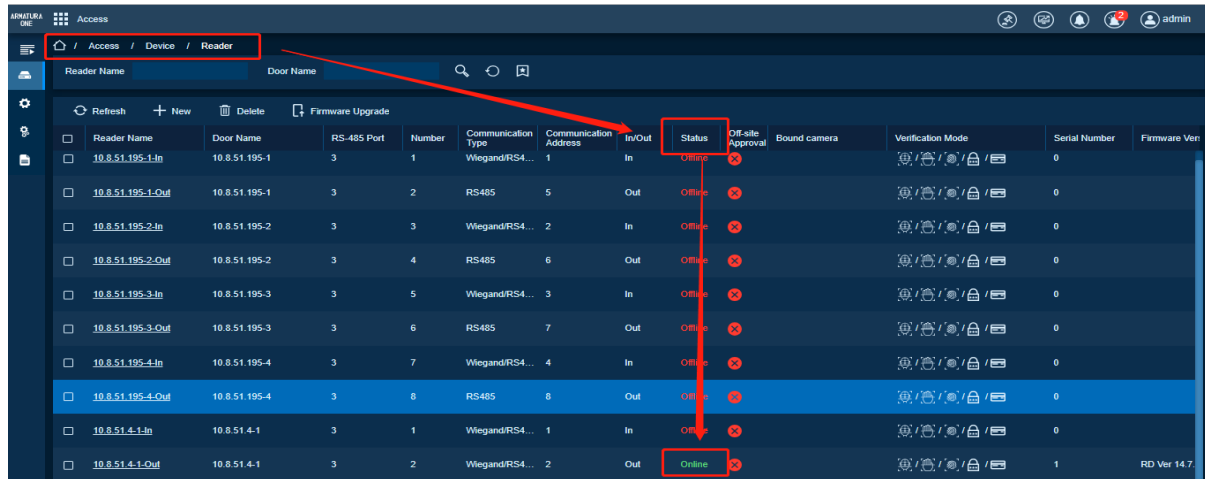 ARMATURA
ONE
Access
2
admin
/ Access / Device / Reader
Reader Name
Door Name
Refresh New Delete Firmware Upgrade
Reader Name Door Name RS-485 Port Number Communication Type Communication Address In/Out Status Off-site Approval Bound camera Verification Mode Serial Number Firmware Vers
10.8.51.195-1-In 10.8.51.195-1 3 1 Wiegand/RS4... 1 In Offline / / / / 0
10.8.51.195-1-Out 10.8.51.195-1 3 2 RS485 5 Out Offline / / / / 0
10.8.51.195-2-In 10.8.51.195-2 3 3 Wiegand/RS4... 2 In Offline / / / / 0
10.8.51.195-2-Out 10.8.51.195-2 3 4 RS485 6 Out Offline / / / / 0
10.8.51.195-3-In 10.8.51.195-3 3 5 Wiegand/RS4... 3 In Offline / / / / 0
10.8.51.195-3-Out 10.8.51.195-3 3 6 RS485 7 Out Offline / / / / 0
10.8.51.195-4-In 10.8.51.195-4 3 7 Wiegand/RS4... 4 In Offline / / / / 0
10.8.51.195-4-Out 10.8.51.195-4 3 8 RS485 8 Out Offline / / / / 0
10.8.51.4-1-In 10.8.51.4-1 3 1 Wiegand/RS4... 1 In Offline / / / / 0
10.8.51.4-1-Out 10.8.51.4-1 3 2 Wiegand/RS4... 2 Out Online / / / / 1 RD Ver 14.7.